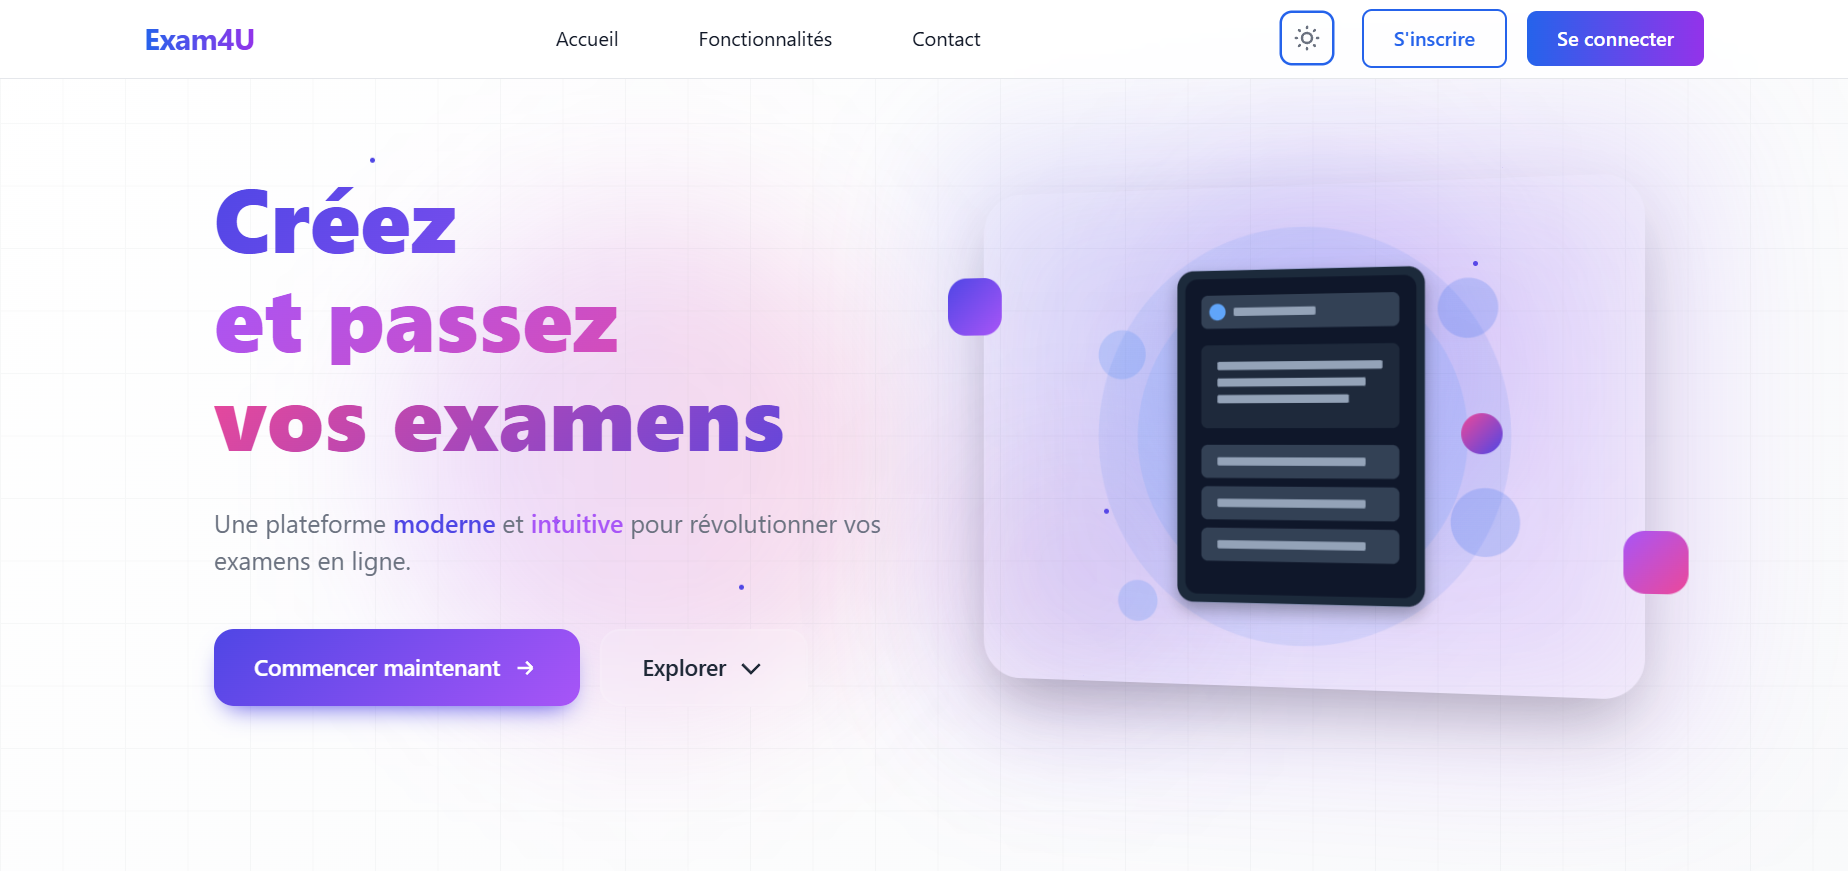 Exam4U
Accueil
Fonctionnalités
Contact
S'inscrire
Se connecter
Créez
et passez
vos examens
Une plateforme moderne et intuitive pour révolutionner vos
examens en ligne.
Commencer maintenant
Explorer